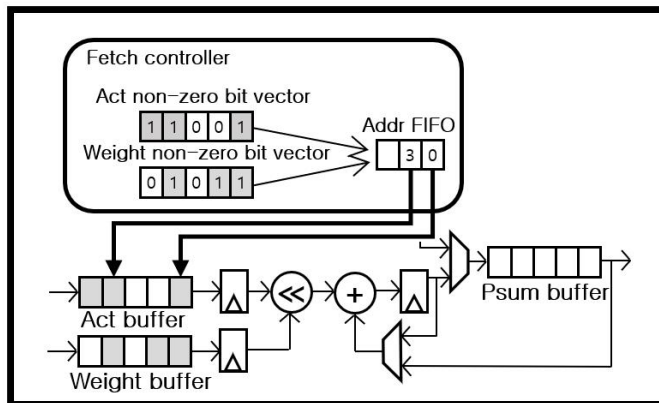 Fetch controller
Act non-zero bit vector
1 1 0 0 1
Addr FIFO
3 0
Weight non-zero bit vector
0 1 0 1 1
<< +
Psum buffer
Act buffer
Weight buffer